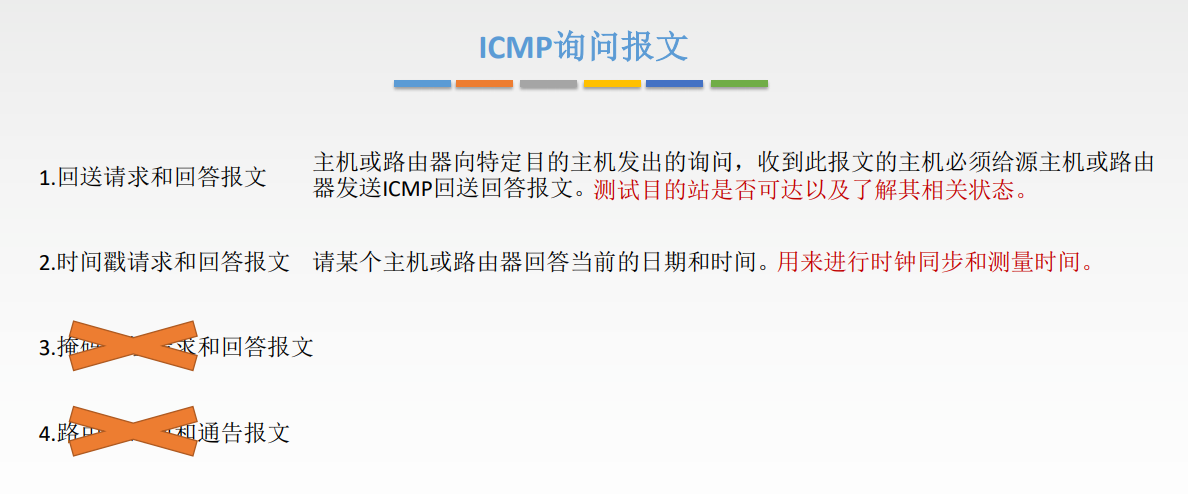 ICMP询问报文
1.回送请求和回答报文
主机或路由器向特定目的主机发出的询问，收到此报文的主机必须给源主机或路由
器发送ICMP回送回答报文。测试目的站是否可达以及了解其相关状态。
2.时间戳请求和回答报文
请某个主机或路由器回答当前的日期和时间。用来进行时钟同步和测量时间。
3.掩码求和回答报文
4.路由和通告报文